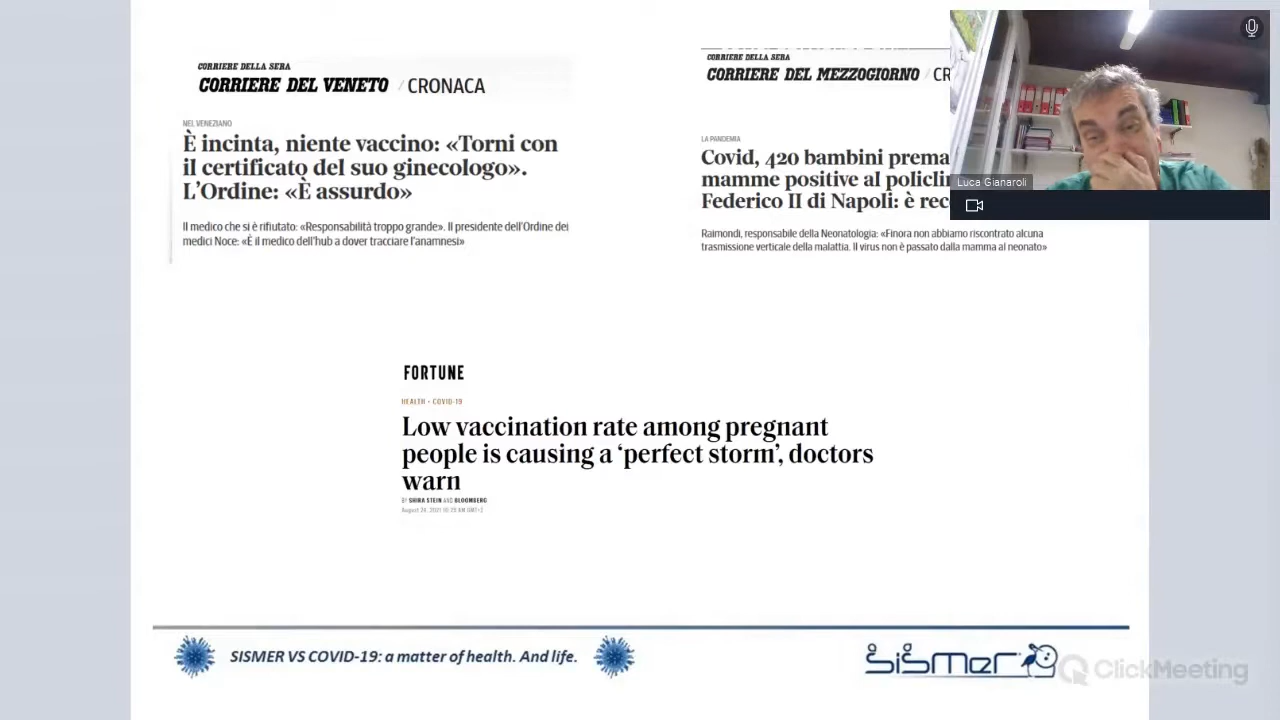 CORRIERE DELLA SERA
CORRIERE DEL VENETO / CRONACA
NEL VENEZIANO
È incinta, niente vaccino: «Torni con
il certificato del suo ginecologo».
L'Ordine: «È assurdo»
Il medico che si è rifiutato: «Responsabilità troppo grande». Il presidente dell'Ordine dei
medici Noce: «È il medico dell'hub a dover tracciare l'anamnesi»
CORRIERE DELLA SERA
CORRIERE DEL MEZZOGIORNO / CR
LA PANDEMIA
Covid, 420 bambini prema
mamme positive al policlin
Federico II di Napoli: è rec
Raimondi, responsabile della Neonatologia: «Finora non abbiamo riscontrato alcuna
trasmissione verticale della malattia. Il virus non è passato dalla mamma al neonato»
Luca Gianaroli
FORTUNE
HEALTH • COVID-19
Low vaccination rate among pregnant
people is causing a 'perfect storm', doctors
warn
BY SHIRA STEIN AND BLOOMBERG
SISMER VS COVID-19: a matter of health. And life.
SISMER
ClickMeeting